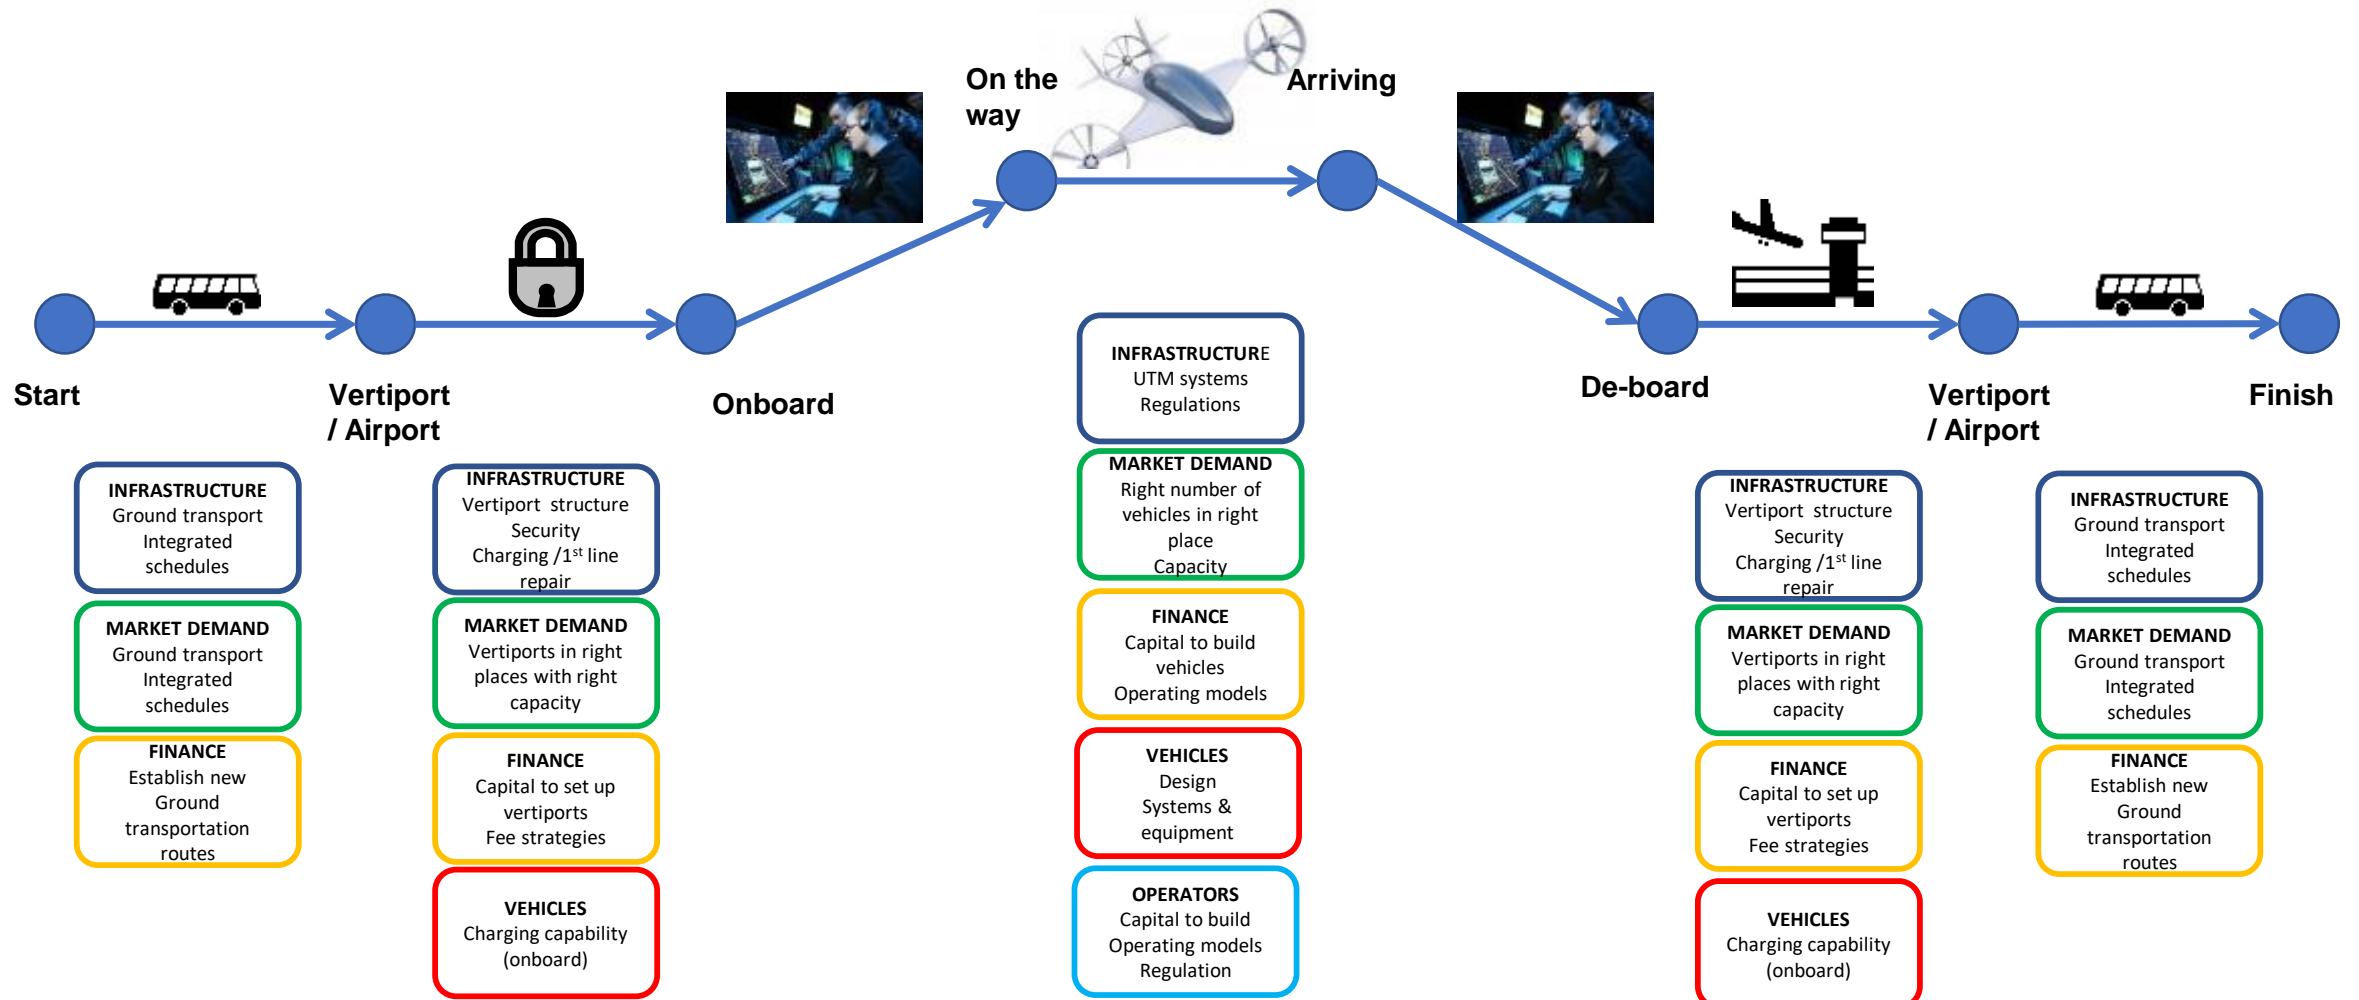 On the
way
Arriving
Start
Vertiport
/ Airport
Onboard
De-board
Vertiport
/ Airport
Finish
INFRASTRUCTURE
Ground transport
Integrated
schedules
MARKET DEMAND
Ground transport
Integrated
schedules
FINANCE
Establish new
Ground
transportation
routes
INFRASTRUCTURE
Vertiport structure
Security
Charging /1st line
repair
MARKET DEMAND
Vertiports in right
places with right
capacity
FINANCE
Capital to set up
vertiports
Fee strategies
VEHICLES
Charging capability
(onboard)
INFRASTRUCTURE
UTM systems
Regulations
MARKET DEMAND
Right number of
vehicles in right
place
Capacity
FINANCE
Capital to build
vehicles
Operating models
VEHICLES
Design
Systems &
equipment
OPERATORS
Capital to build
Operating models
Regulation
INFRASTRUCTURE
Vertiport structure
Security
Charging /1st line
repair
MARKET DEMAND
Vertiports in right
places with right
capacity
FINANCE
Capital to set up
vertiports
Fee strategies
VEHICLES
Charging capability
(onboard)
INFRASTRUCTURE
Ground transport
Integrated
schedules
MARKET DEMAND
Ground transport
Integrated
schedules
FINANCE
Establish new
Ground
transportation
routes